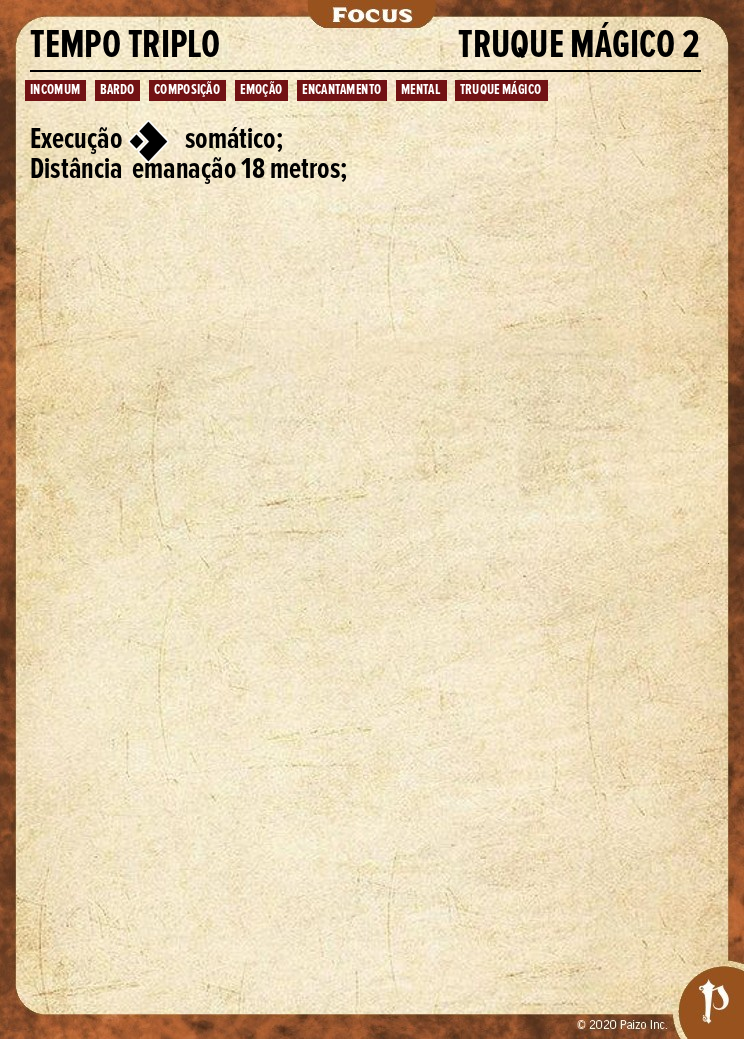 Focus
TEMPO TRIPLO TRUQUE MÁGICO 2
INCOMUM BARDO COMPOSIÇÃO EMOÇÃO ENCANTAMENTO MENTAL TRUQUE MÁGICO
Execução somático;
Distância emanação 18 metros;
© 2020 Paizo Inc.